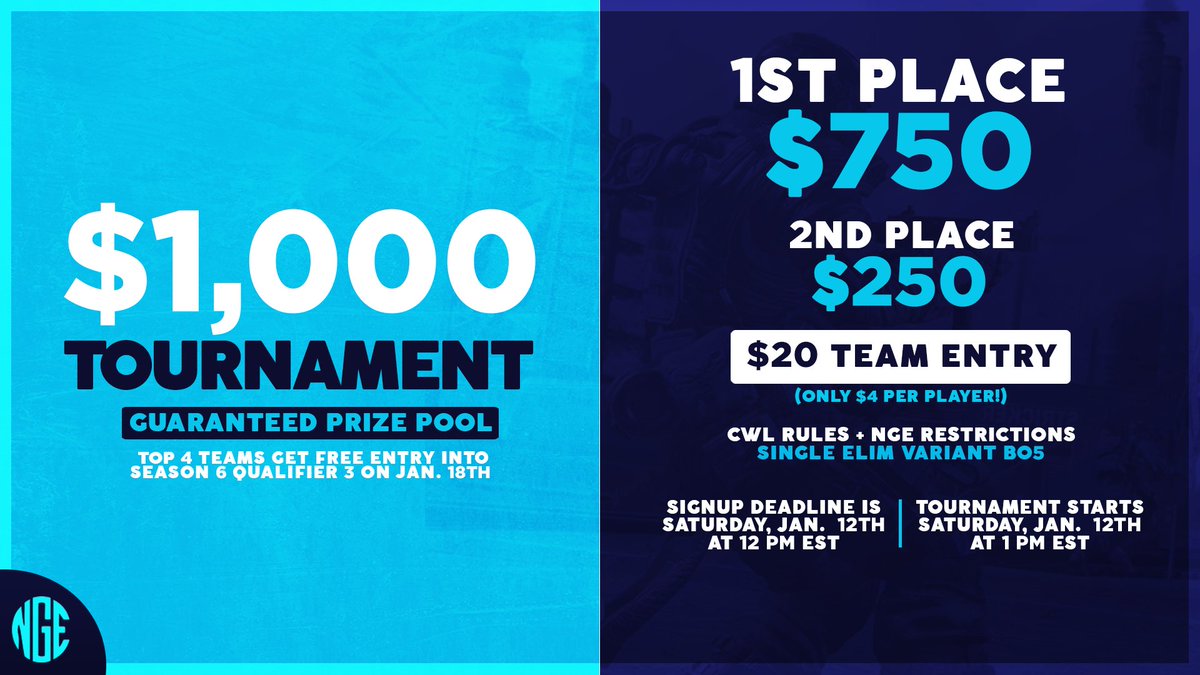 $1,000
TOURNAMENT
GUARANTEED PRIZE POOL
TOP 4 TEAMS GET FREE ENTRY INTO
SEASON 6 QUALIFIER 3 ON JAN. 18TH
NGE
1ST PLACE
$750
2ND PLACE
$250
$20 TEAM ENTRY
(ONLY $4 PER PLAYER!)
CWL RULES + NGE RESTRICTIONS
SINGLE ELIM VARIANT BO5
SIGNUP DEADLINE IS
SATURDAY, JAN. 12TH
AT 12 PM EST
TOURNAMENT STARTS
SATURDAY, JAN. 12TH
AT 1 PM EST